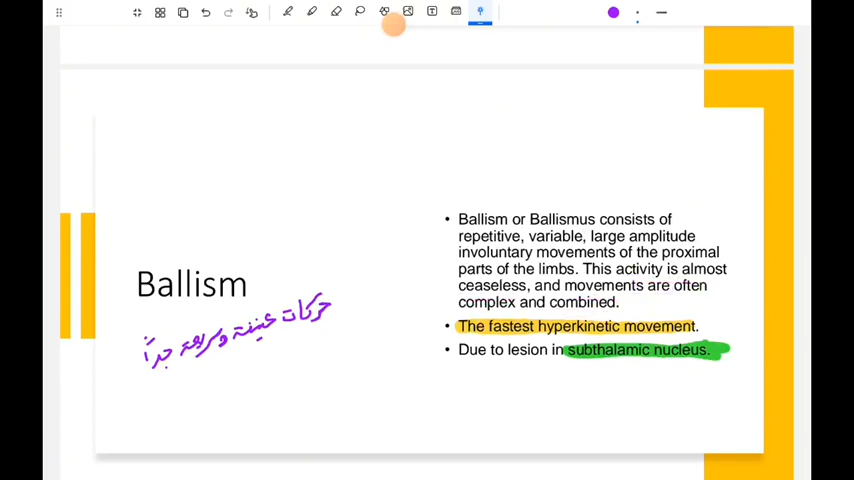 Ballism
حركات عنيفة وسريعة جداً
• Ballism or Ballismus consists of
repetitive, variable, large amplitude
involuntary movements of the proximal
parts of the limbs. This activity is almost
ceaseless, and movements are often
complex and combined.
• The fastest hyperkinetic movement.
• Due to lesion in subthalamic nucleus.